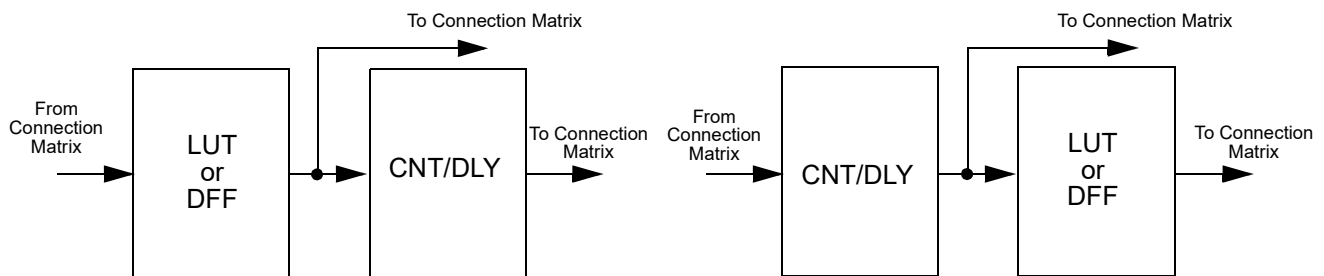 To Connection Matrix
From
Connection
Matrix
LUT
or
DFF
CNT/DLY
To Connection
Matrix
To Connection Matrix
From
Connection
Matrix
CNT/DLY
LUT
or
DFF
To Connection
Matrix